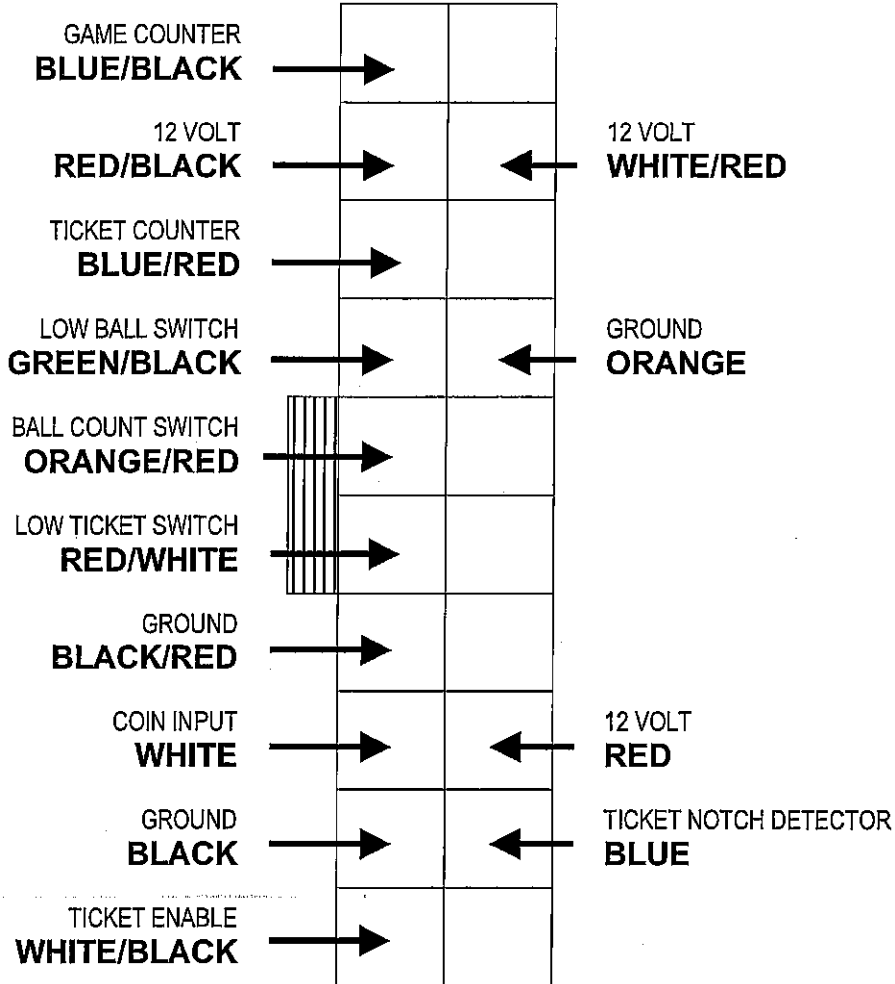 GAME COUNTER
BLUE/BLACK
12 VOLT
RED/BLACK
12 VOLT
WHITE/RED
TICKET COUNTER
BLUE/RED
LOW BALL SWITCH
GREEN/BLACK
GROUND
ORANGE
BALL COUNT SWITCH
ORANGE/RED
LOW TICKET SWITCH
RED/WHITE
GROUND
BLACK/RED
COIN INPUT
WHITE
12 VOLT
RED
GROUND
BLACK
TICKET NOTCH DETECTOR
BLUE
TICKET ENABLE
WHITE/BLACK